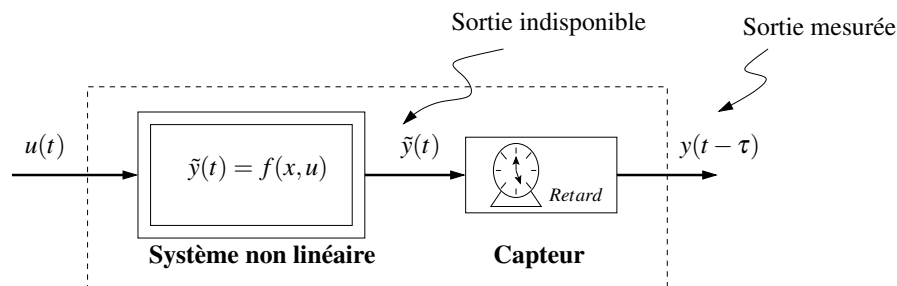 Sortie indisponible
Sortie mesurée
u(t)
ỹ(t) = f(x,u)
ỹ(t)
y(t − τ)
Retard
Système non linéaire
Capteur